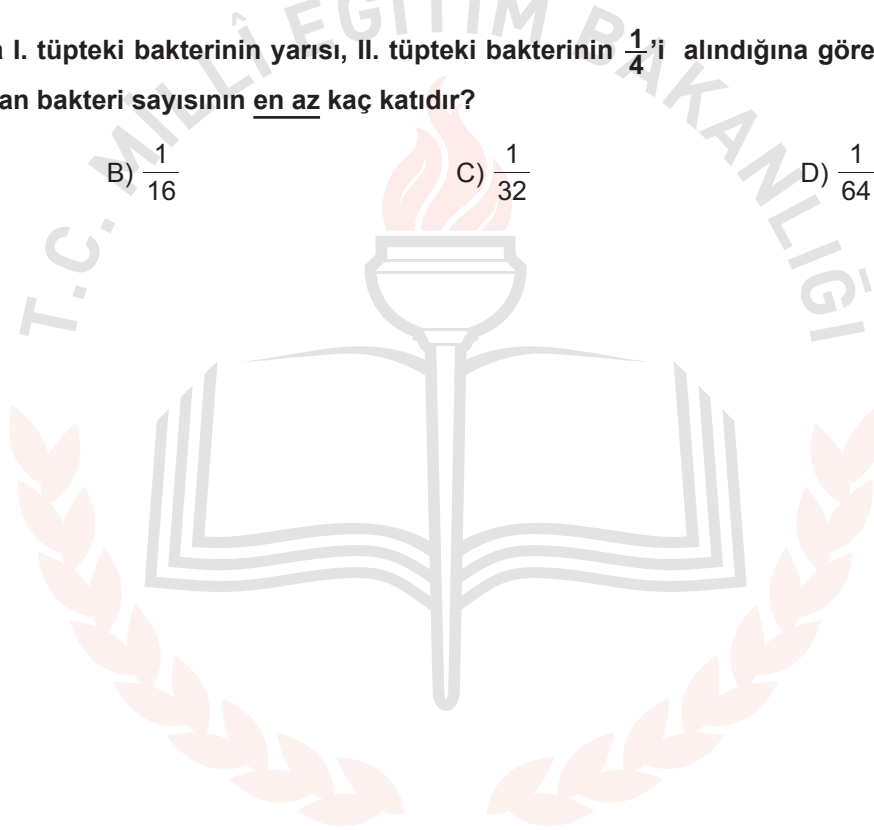 I. tüpteki bakterinin yarısı, II. tüpteki bakterinin 1/4'i alındığına göre
bakteri sayısının en az kaç katıdır?
B) 1/16 C) 1/32 D) 1/64
T.C. MİLLÎ EĞİTİM BAKANLIĞI